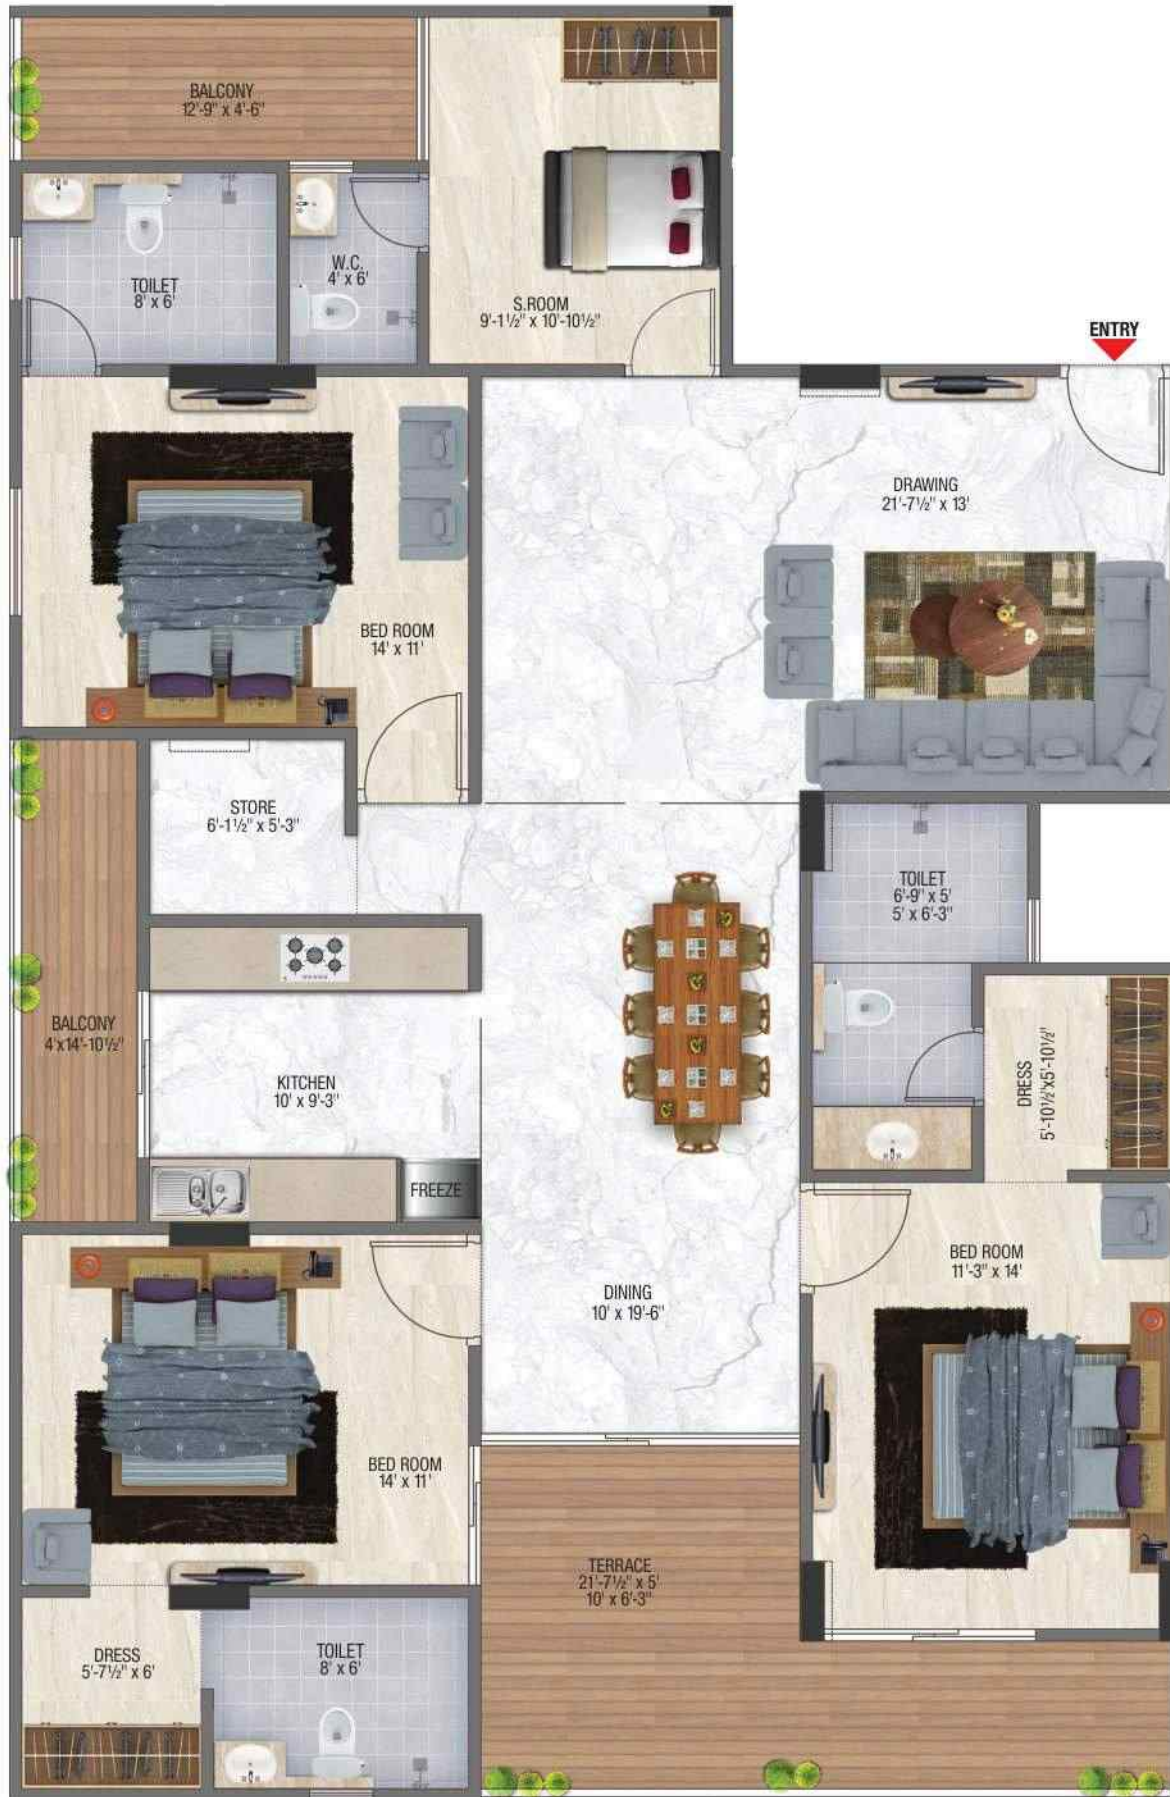 BALCONY
12'-9" x 4'-6"
TOILET
8' x 6'
W.C.
4' x 6'
S.ROOM
9'-1½" x 10'-10½"
ENTRY
DRAWING
21'-7½" x 13'
BED ROOM
14' x 11'
STORE
6'-1½" x 5'-3"
TOILET
6'-9" x 5'
5' x 6'-3"
BALCONY
4'x14'-10½"
KITCHEN
10' x 9'-3"
DRESS
5'-10½'x5'-10½"
FREEZE
BED ROOM
11'-3" x 14'
DINING
10' x 19'-6"
BED ROOM
14' x 11'
TERRACE
21'-7½" x 5'
10' x 6'-3"
DRESS
5'-7½" x 6'
TOILET
8' x 6'